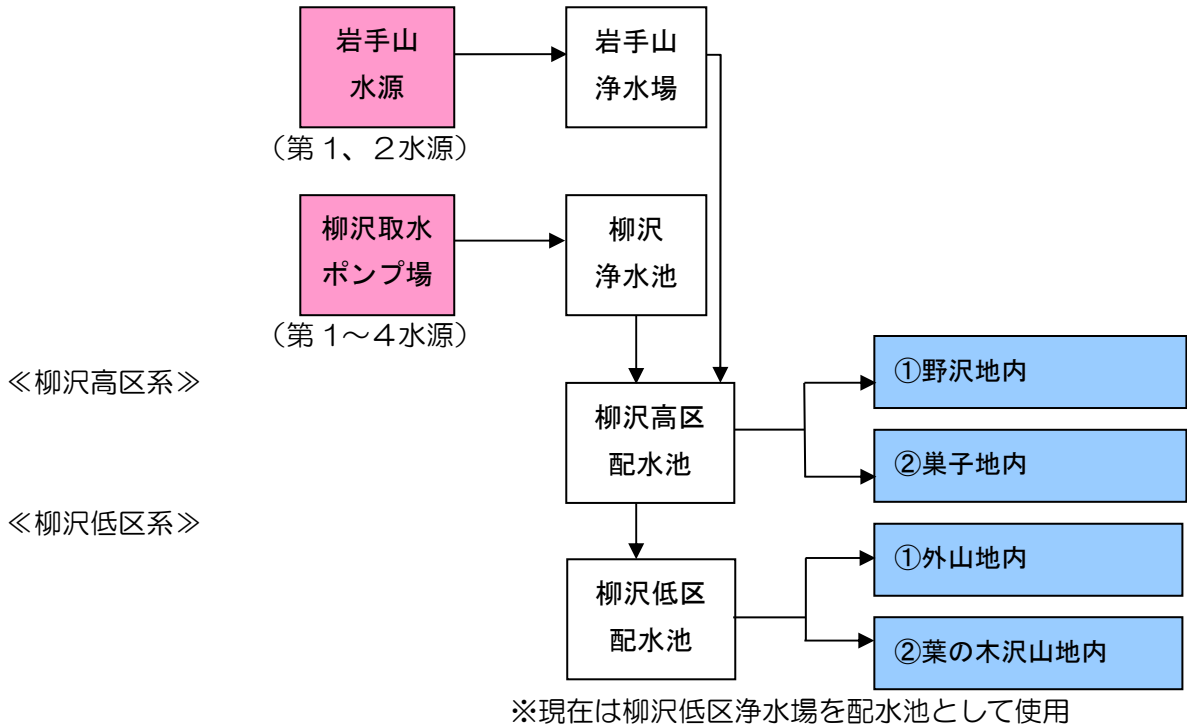 岩手山
水源
岩手山
浄水場
（第１、２水源）
柳沢取水
ポンプ場
柳沢
浄水池
（第１～４水源）
≪柳沢高区系≫
柳沢高区
配水池
①野沢地内
②巣子地内
≪柳沢低区系≫
柳沢低区
配水池
①外山地内
②葉の木沢山地内
※現在は柳沢低区浄水場を配水池として使用